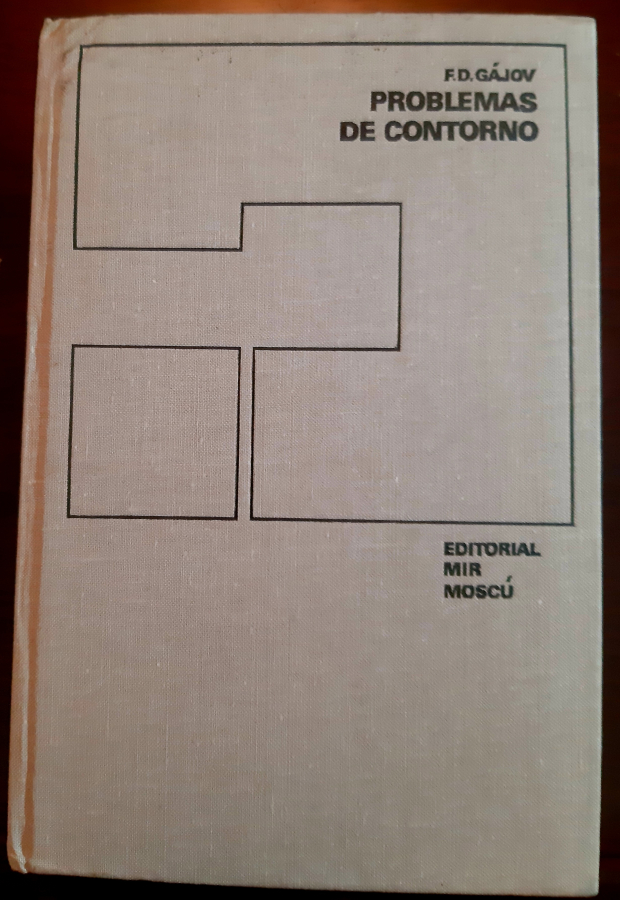 F.D. GÁJOV
PROBLEMAS
DE CONTORNO
EDITORIAL
MIR
MOSCÚ